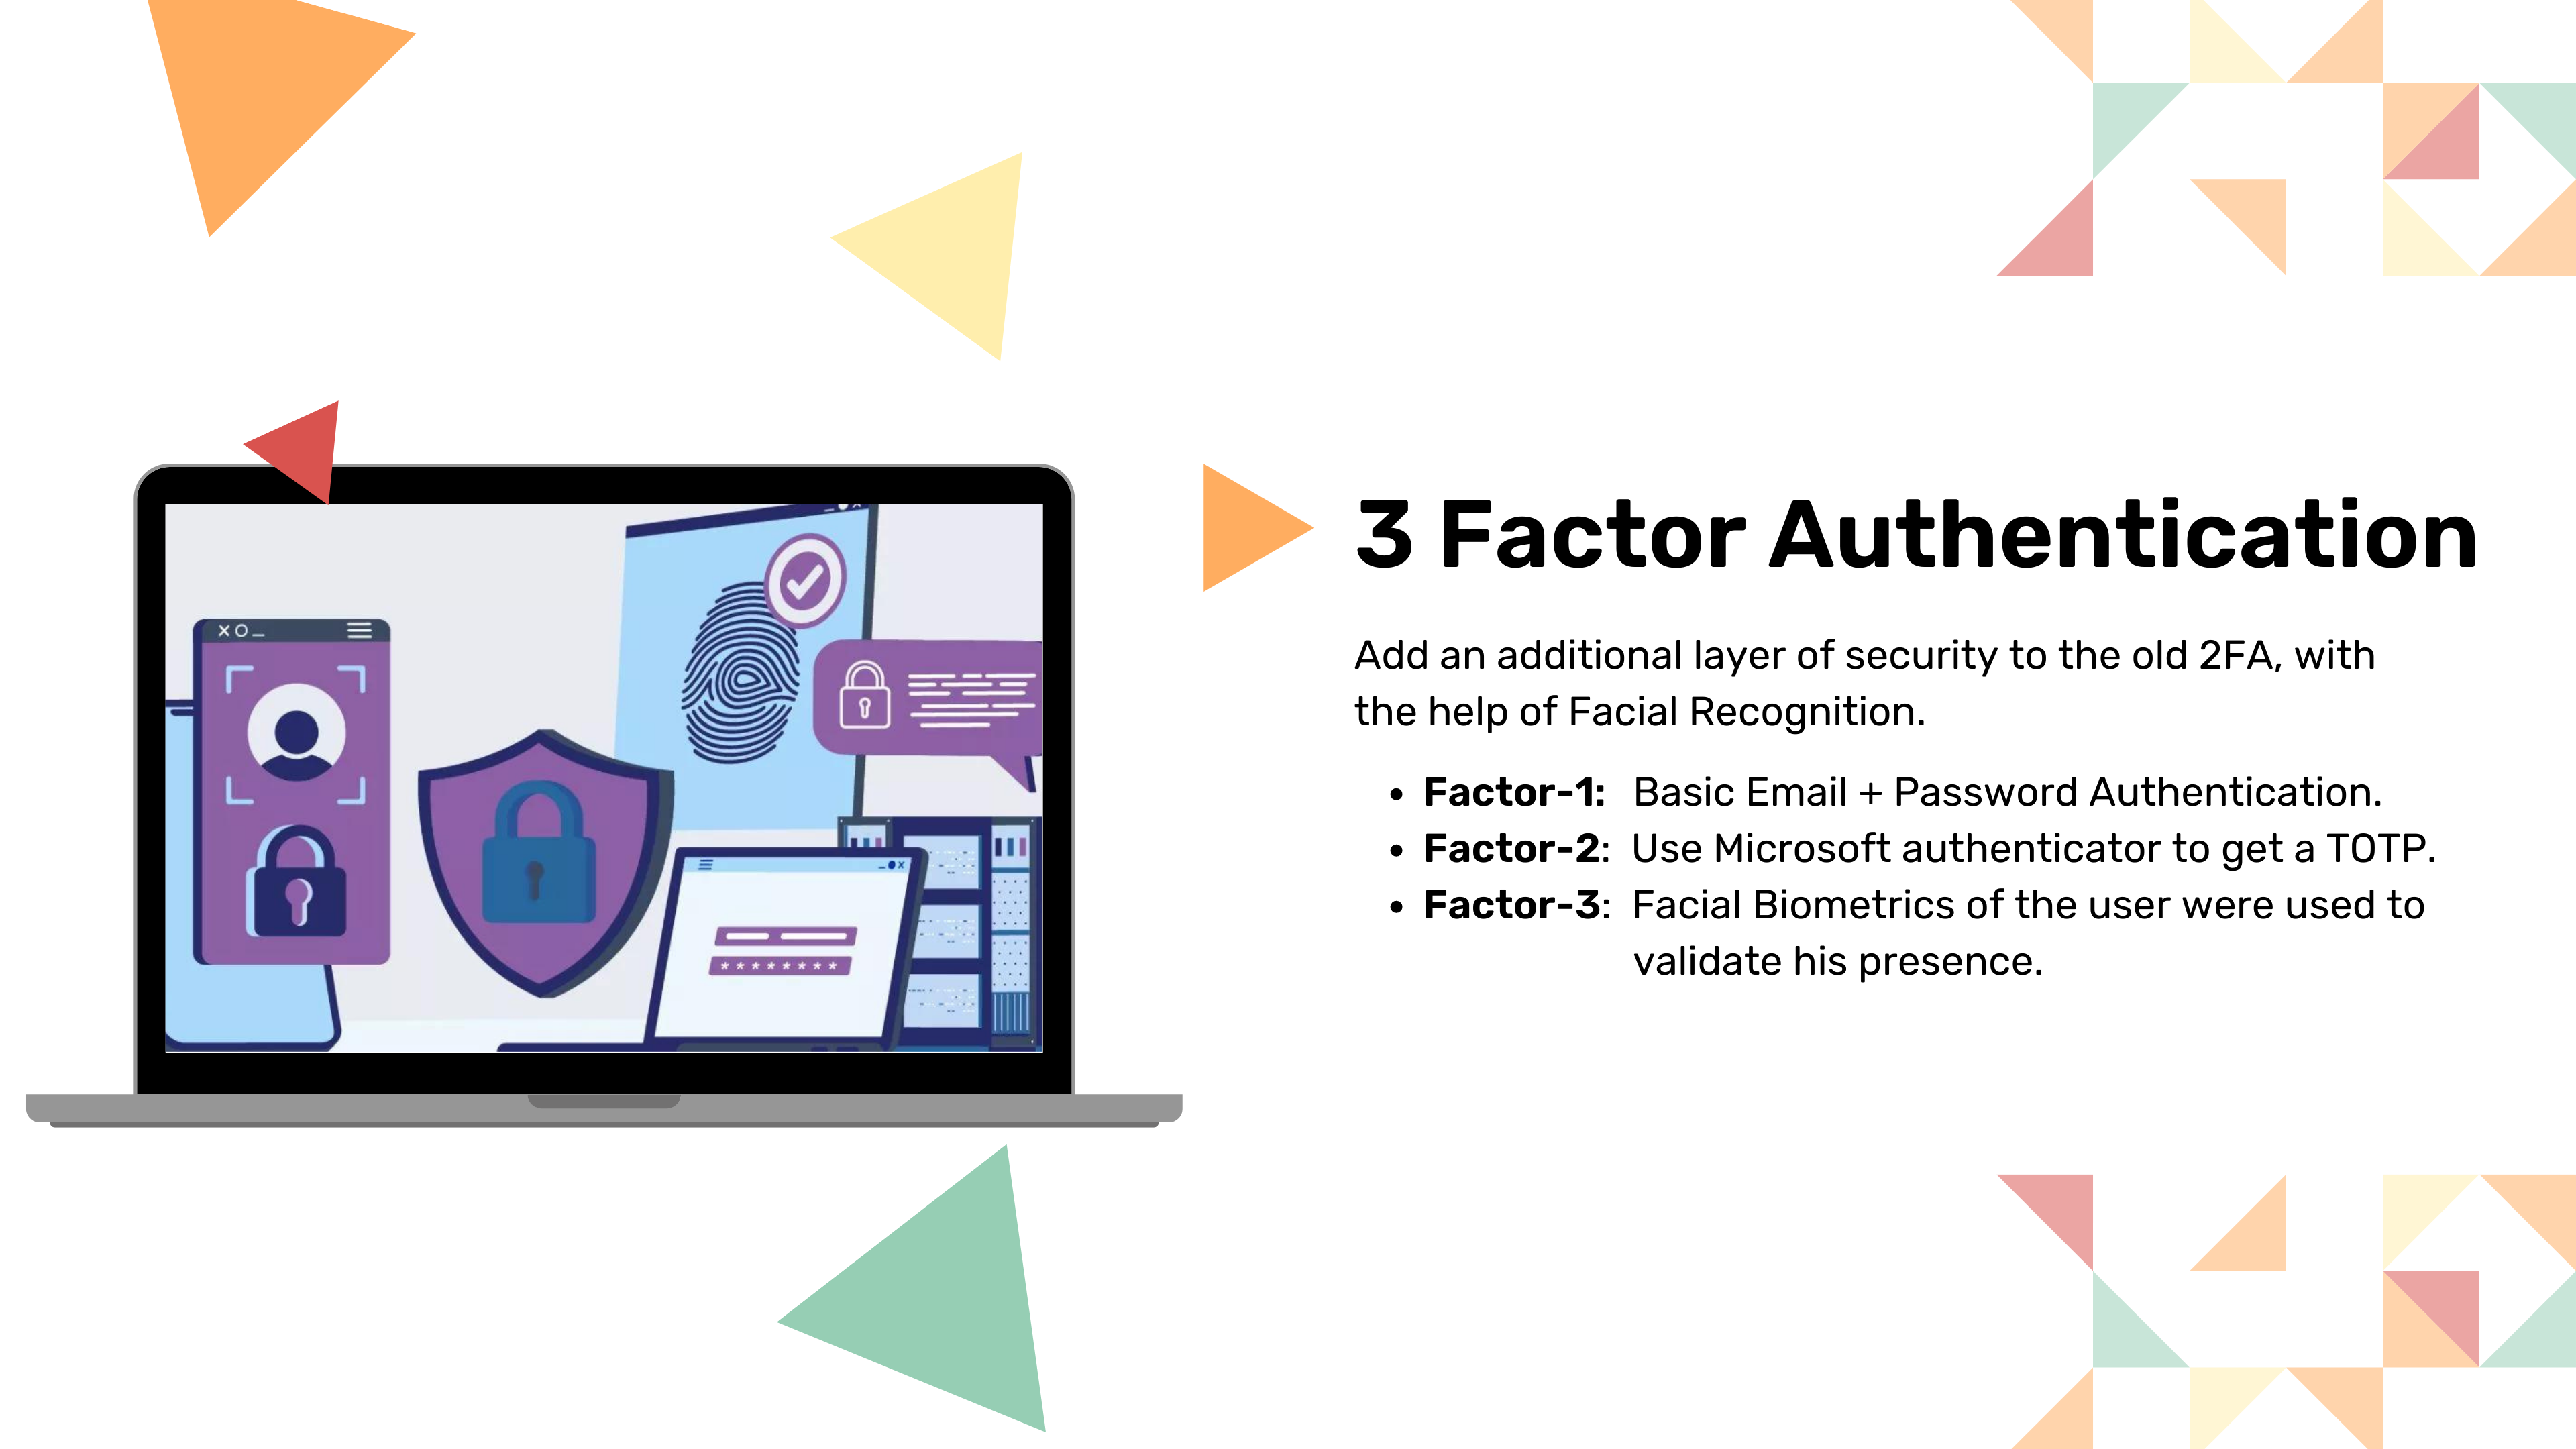 3 Factor Authentication
Add an additional layer of security to the old 2FA, with
the help of Facial Recognition.
• Factor-1: Basic Email + Password Authentication.
• Factor-2: Use Microsoft authenticator to get a TOTP.
• Factor-3: Facial Biometrics of the user were used to
validate his presence.